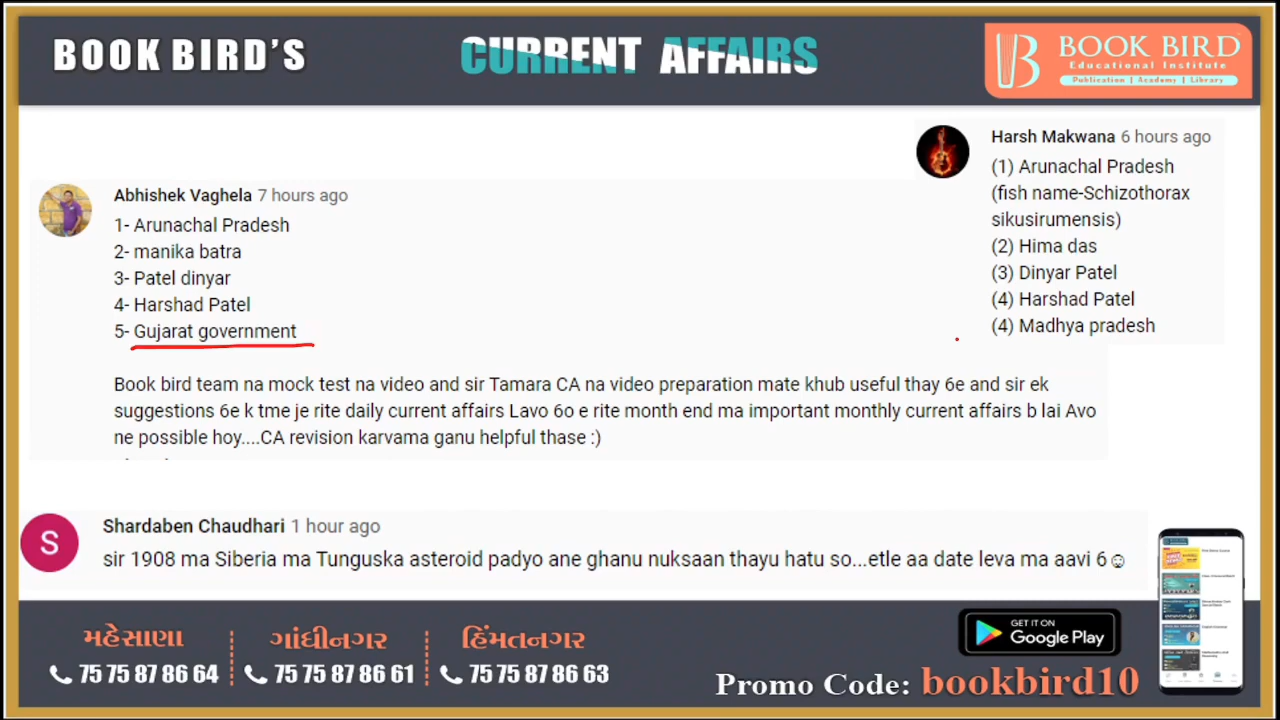 BOOK BIRD'S
CURRENT AFFAIRS
BOOK BIRD
Educational Institute
Publication | Academy | Library
Harsh Makwana 6 hours ago
(1) Arunachal Pradesh
(fish name-Schizothorax
sikusirumensis)
(2) Hima das
(3) Dinyar Patel
(4) Harshad Patel
(4) Madhya pradesh
Abhishek Vaghela 7 hours ago
1- Arunachal Pradesh
2- manika batra
3- Patel dinyar
4- Harshad Patel
5- Gujarat government
Book bird team na mock test na video and sir Tamara CA na video preparation mate khub useful thay 6e and sir ek
suggestions 6e k tme je rite daily current affairs Lavo 6o e rite month end ma important monthly current affairs b lai Avo
ne possible hoy....CA revision karvama ganu helpful thase :)
S
Shardaben Chaudhari 1 hour ago
sir 1908 ma Siberia ma Tunguska asteroid padyo ane ghanu nuksaan thayu hatu so...etle aa date leva ma aavi 6☺
મહેસાણા
75 75 87 86 64
ગાંધીનગર
75 75 87 86 61
હિંમતનગર
75 75 87 86 63
GET IT ON
Google Play
Promo Code: bookbird10